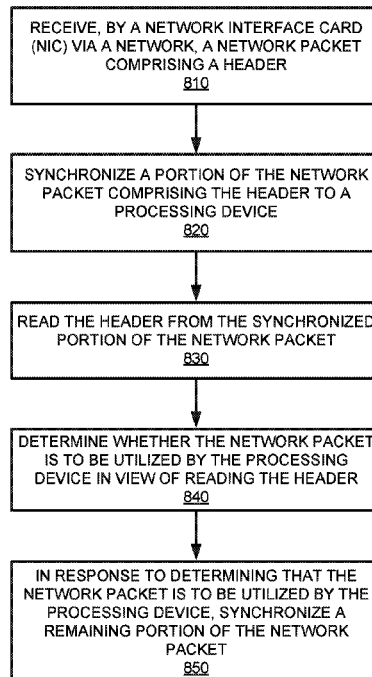 RECEIVE, BY A NETWORK INTERFACE CARD
(NIC) VIA A NETWORK, A NETWORK PACKET
COMPRISING A HEADER
810
SYNCHRONIZE A PORTION OF THE NETWORK
PACKET COMPRISING THE HEADER TO A
PROCESSING DEVICE
820
READ THE HEADER FROM THE SYNCHRONIZED
PORTION OF THE NETWORK PACKET
830
DETERMINE WHETHER THE NETWORK PACKET
IS TO BE UTILIZED BY THE PROCESSING
DEVICE IN VIEW OF READING THE HEADER
840
IN RESPONSE TO DETERMINING THAT THE
NETWORK PACKET IS TO BE UTILIZED BY THE
PROCESSING DEVICE, SYNCHRONIZE A
REMAINING PORTION OF THE NETWORK
PACKET
850